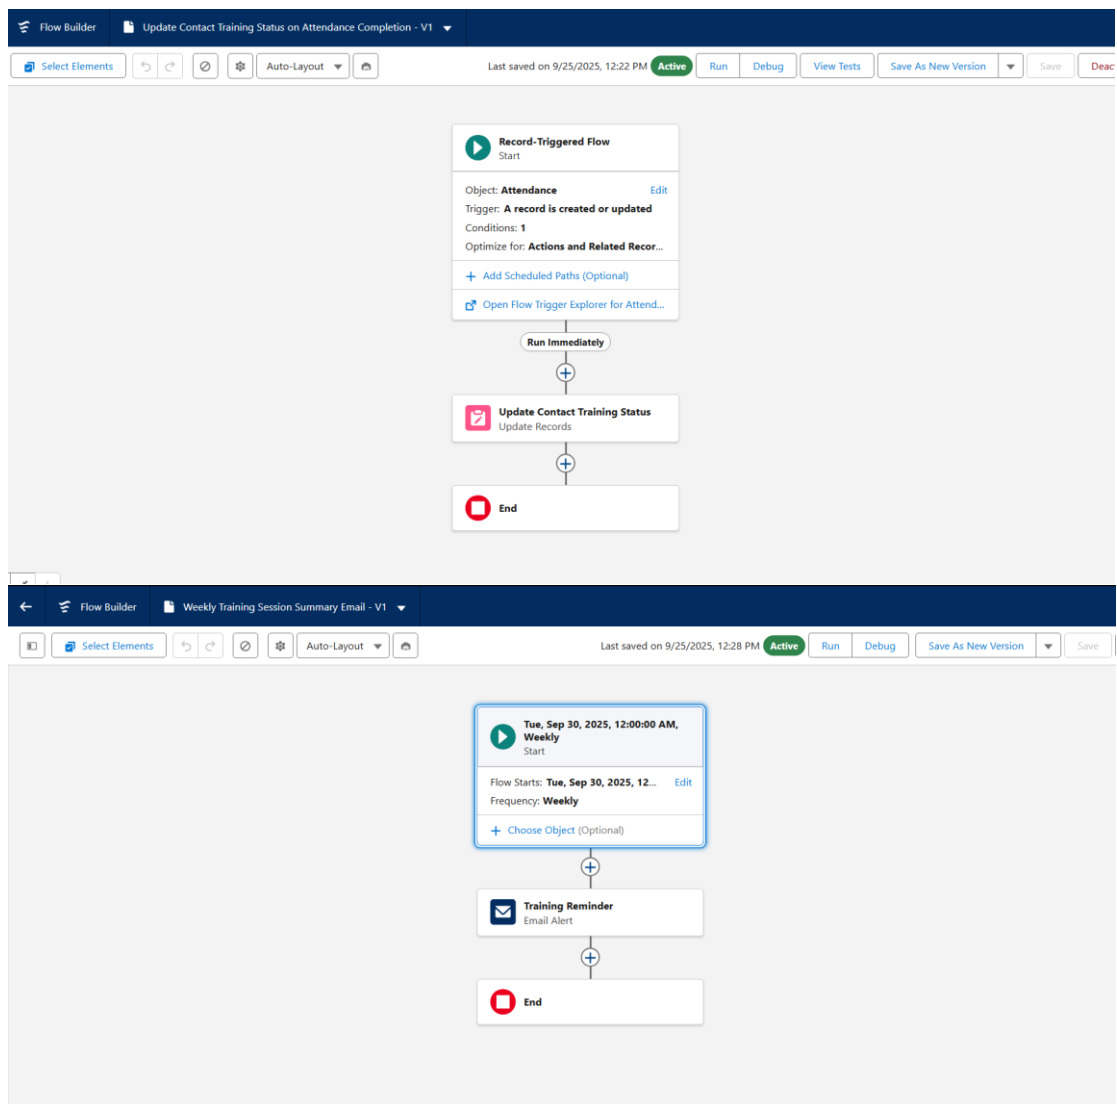 Flow Builder Update Contact Training Status on Attendance Completion - V1
Select Elements Auto-Layout Last saved on 9/25/2025, 12:22 PM Active Run Debug View Tests Save As New Version Save Deac
Record-Triggered Flow
Start
Object: Attendance Edit
Trigger: A record is created or updated
Conditions: 1
Optimize for: Actions and Related Recor...
+ Add Scheduled Paths (Optional)
Open Flow Trigger Explorer for Attend...
Run Immediately
Update Contact Training Status
Update Records
End
Flow Builder Weekly Training Session Summary Email - V1
Select Elements Auto-Layout Last saved on 9/25/2025, 12:28 PM Active Run Debug Save As New Version Save
Tue, Sep 30, 2025, 12:00:00 AM,
Weekly
Start
Flow Starts: Tue, Sep 30, 2025, 12... Edit
Frequency: Weekly
+ Choose Object (Optional)
Training Reminder
Email Alert
End